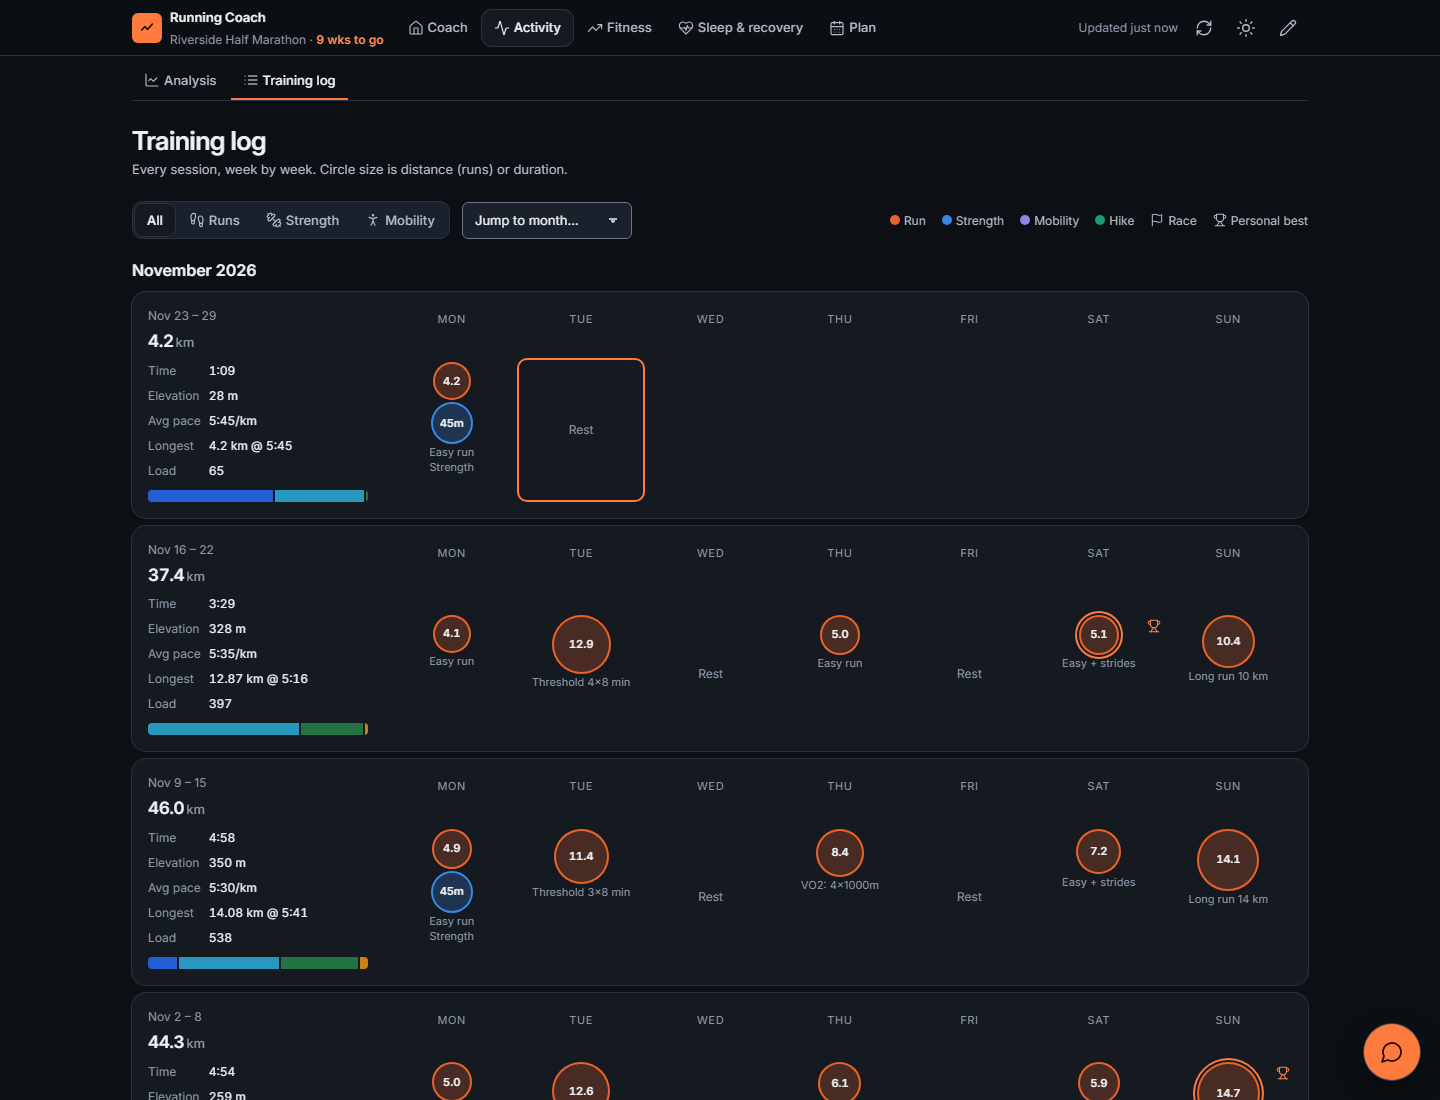 Running Coach
Riverside Half Marathon · 9 wks to go
Coach
Activity
Fitness
Sleep & recovery
Plan
Updated just now
Analysis
Training log
Training log
Every session, week by week. Circle size is distance (runs) or duration.
All
Runs
Strength
Mobility
Jump to month...
Run
Strength
Mobility
Hike
Race
Personal best
November 2026
Nov 23 – 29
4.2 km
Time 1:09
Elevation 28 m
Avg pace 5:45/km
Longest 4.2 km @ 5:45
Load 65
MON TUE WED THU FRI SAT SUN
4.2
45m
Easy run
Strength
Rest
Nov 16 – 22
37.4 km
Time 3:29
Elevation 328 m
Avg pace 5:35/km
Longest 12.87 km @ 5:16
Load 397
MON TUE WED THU FRI SAT SUN
4.1
Easy run
12.9
Threshold 4×8 min
Rest
5.0
Easy run
Rest
5.1
Easy + strides
10.4
Long run 10 km
Nov 9 – 15
46.0 km
Time 4:58
Elevation 350 m
Avg pace 5:30/km
Longest 14.08 km @ 5:41
Load 538
MON TUE WED THU FRI SAT SUN
4.9
45m
Easy run
Strength
11.4
Threshold 3×8 min
Rest
8.4
VO2: 4×1000m
Rest
7.2
Easy + strides
14.1
Long run 14 km
Nov 2 – 8
44.3 km
Time 4:54
Elevation 259 m
MON TUE WED THU FRI SAT SUN
5.0
12.6
6.1
5.9
14.7